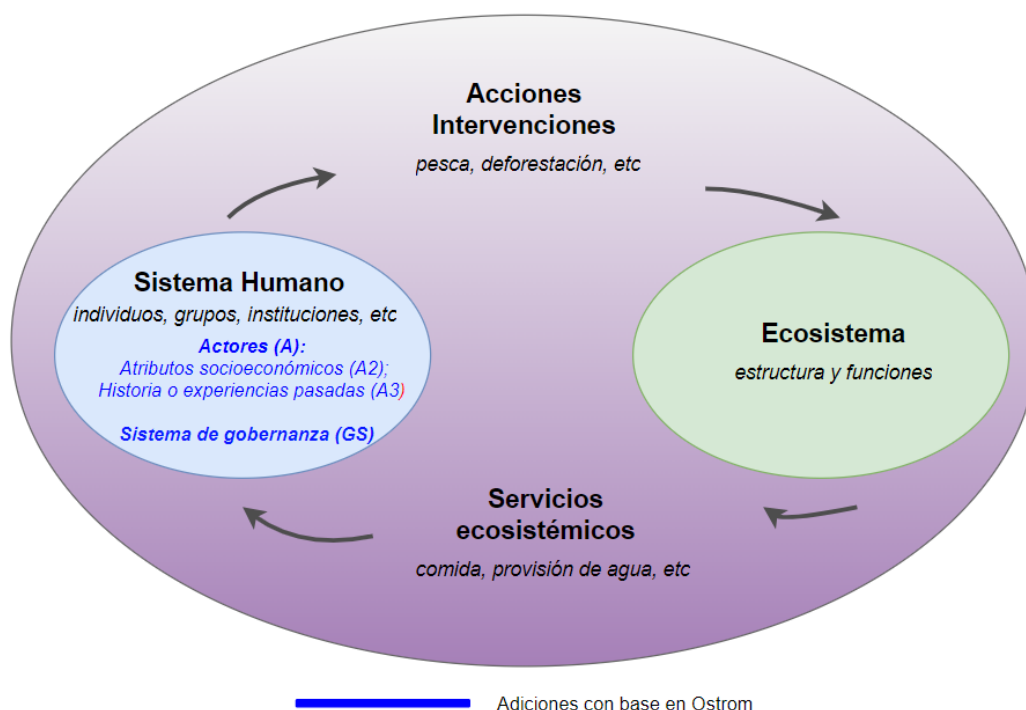 Acciones
Intervenciones
pesca, deforestación, etc
Sistema Humano
individuos, grupos, instituciones, etc
Actores (A):
Atributos socioeconómicos (A2);
Historia o experiencias pasadas (A3)
Sistema de gobernanza (GS)
Ecosistema
estructura y funciones
Servicios
ecosistémicos
comida, provisión de agua, etc
Adiciones con base en Ostrom